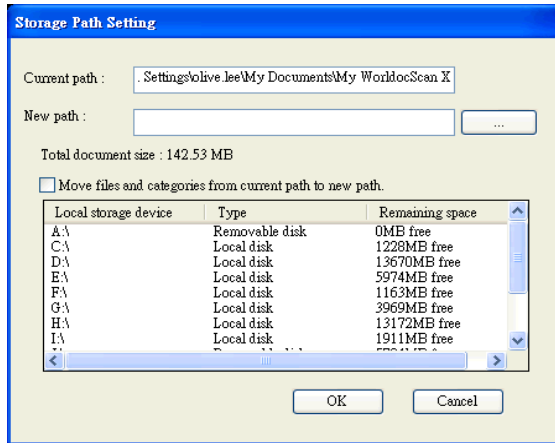 Storage Path Setting
Current path : . Settings\olive.lee\My Documents\My WorldocScan X
New path : ...
Total document size : 142.53 MB
Move files and categories from current path to new path.
Local storage device Type Remaining space
A:\ Removable disk 0MB free
C:\ Local disk 1228MB free
D:\ Local disk 13670MB free
E:\ Local disk 5974MB free
F:\ Local disk 1163MB free
G:\ Local disk 3969MB free
H:\ Local disk 13172MB free
I:\ Local disk 1911MB free
OK Cancel